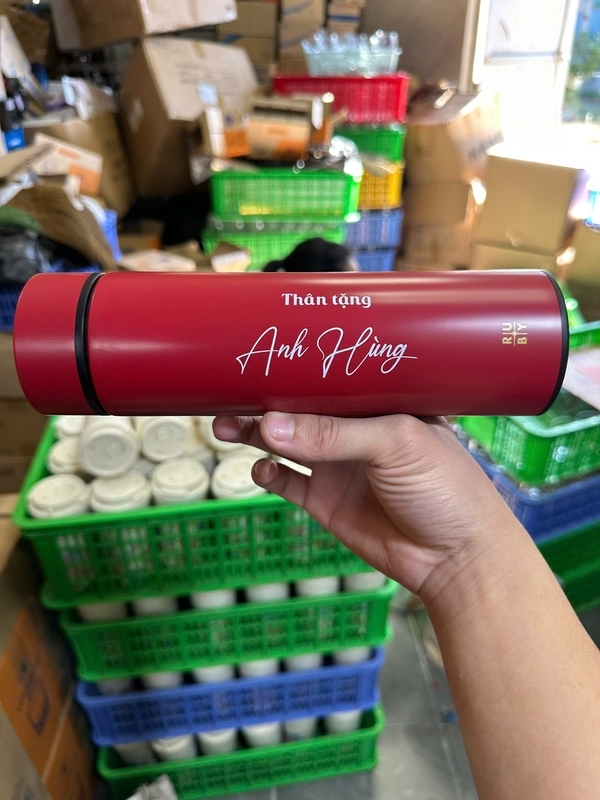 Thân tặng
Anh Hùng
RU
BY